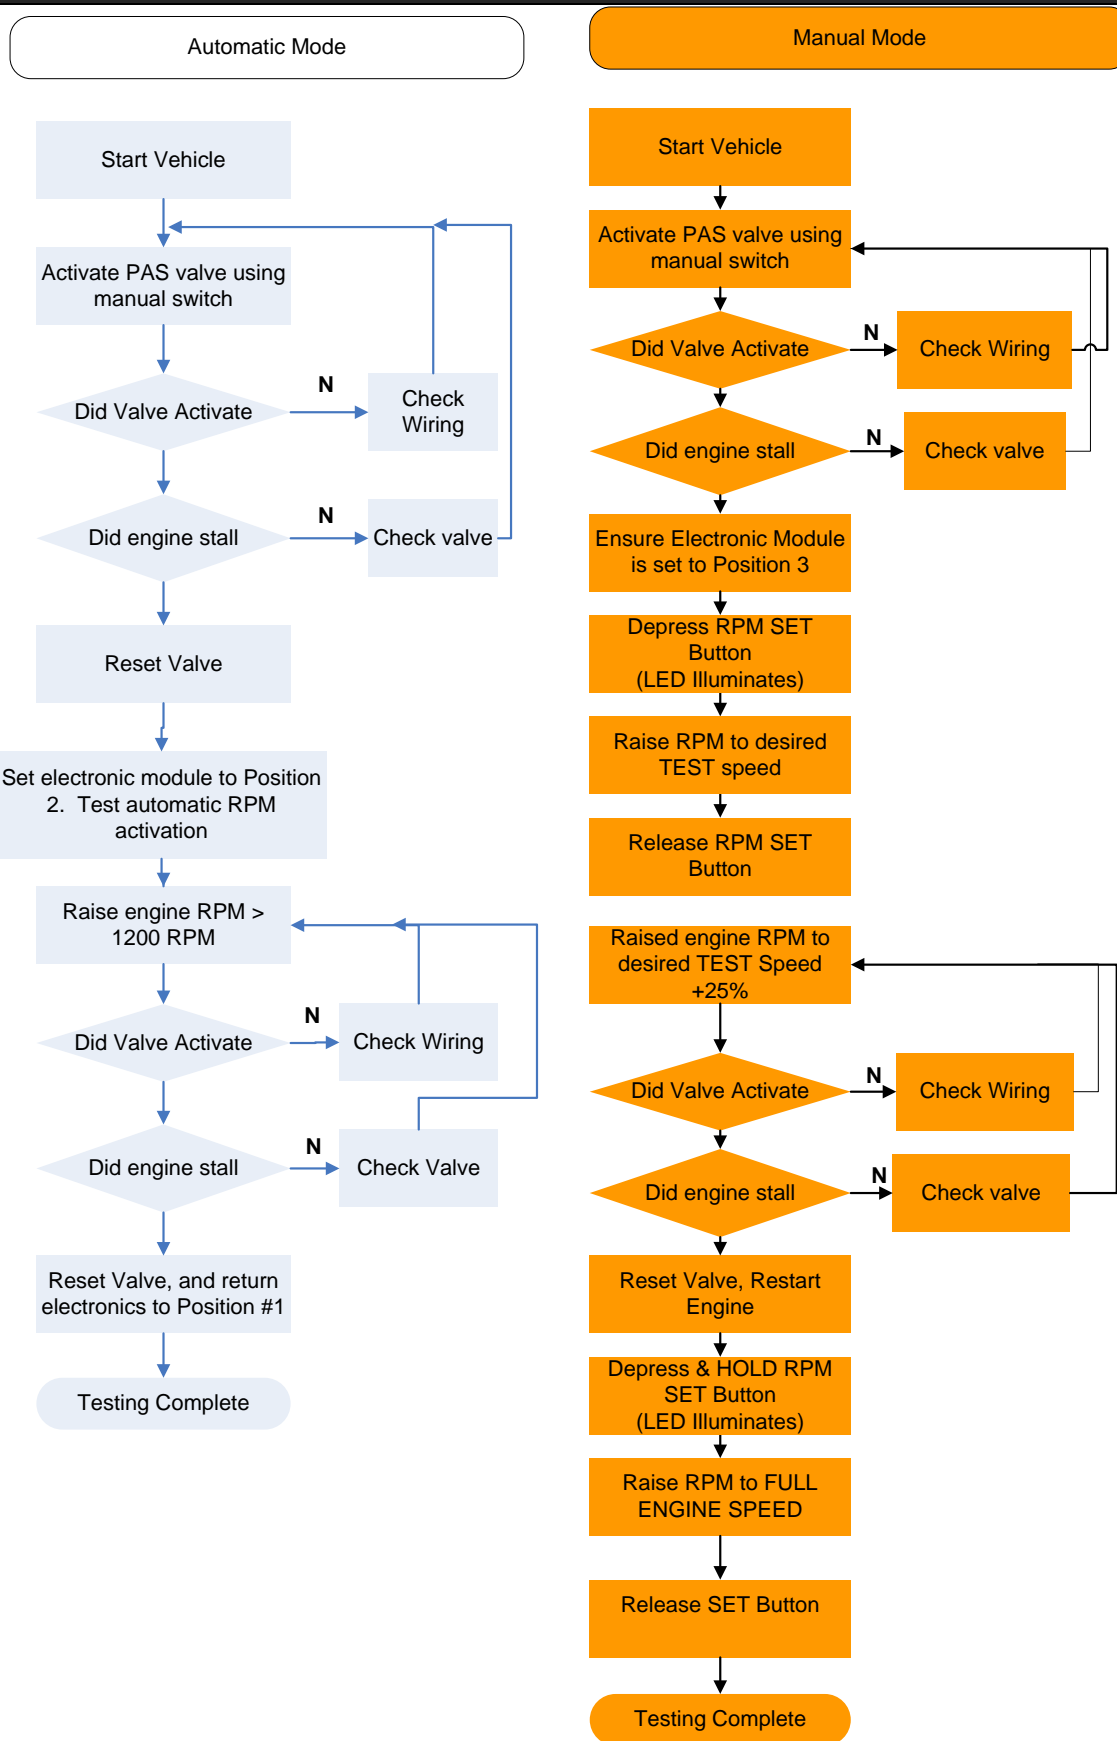 Automatic Mode
Start Vehicle
Activate PAS valve using
manual switch
Did Valve Activate
N
Check
Wiring
Did engine stall
N
Check valve
Reset Valve
Set electronic module to Position
2.  Test automatic RPM
activation
Raise engine RPM >
1200 RPM
Did Valve Activate
N
Check Wiring
Did engine stall
N
Check Valve
Reset Valve, and return
electronics to Position #1
Testing Complete
Manual Mode
Start Vehicle
Activate PAS valve using
manual switch
Did Valve Activate
N
Check Wiring
Did engine stall
N
Check valve
Ensure Electronic Module
is set to Position 3
Depress RPM SET
Button
(LED Illuminates)
Raise RPM to desired
TEST speed
Release RPM SET
Button
Raised engine RPM to
desired TEST Speed
+25%
Did Valve Activate
N
Check Wiring
Did engine stall
N
Check valve
Reset Valve, Restart
Engine
Depress & HOLD RPM
SET Button
(LED Illuminates)
Raise RPM to FULL
ENGINE SPEED
Release SET Button
Testing Complete